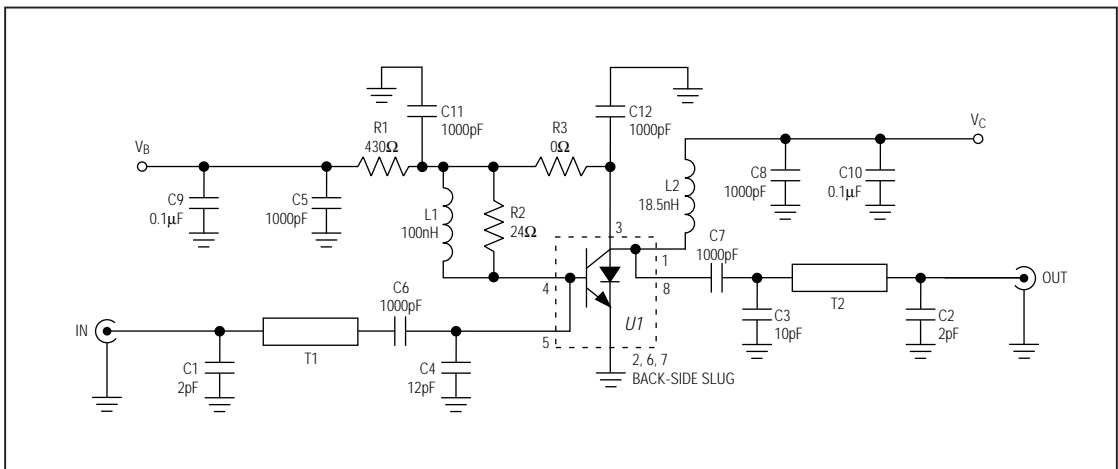 C11
1000pF
C12
1000pF
R1
430Ω
R3
0Ω
VB
VC
C9
0.1μF
C5
1000pF
L1
100nH
R2
24Ω
L2
18.5nH
C8
1000pF
C10
0.1μF
3
1
C7
1000pF
4
8
C6
1000pF
IN
T1
5
U1
C1
2pF
C4
12pF
2, 6, 7
BACK-SIDE SLUG
C3
10pF
T2
C2
2pF
OUT